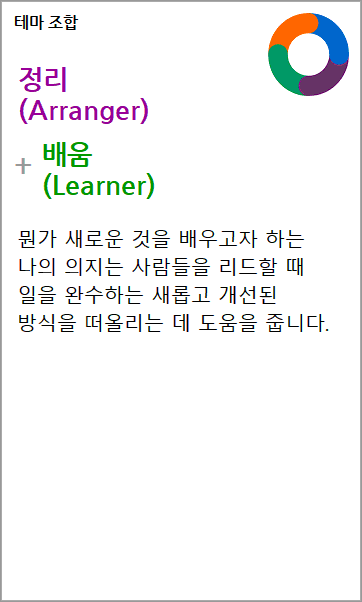 테마 조합
정리
(Arranger)
+ 배움
(Learner)
뭔가 새로운 것을 배우고자 하는
나의 의지는 사람들을 리드할 때
일을 완수하는 새롭고 개선된
방식을 떠올리는 데 도움을 줍니다.